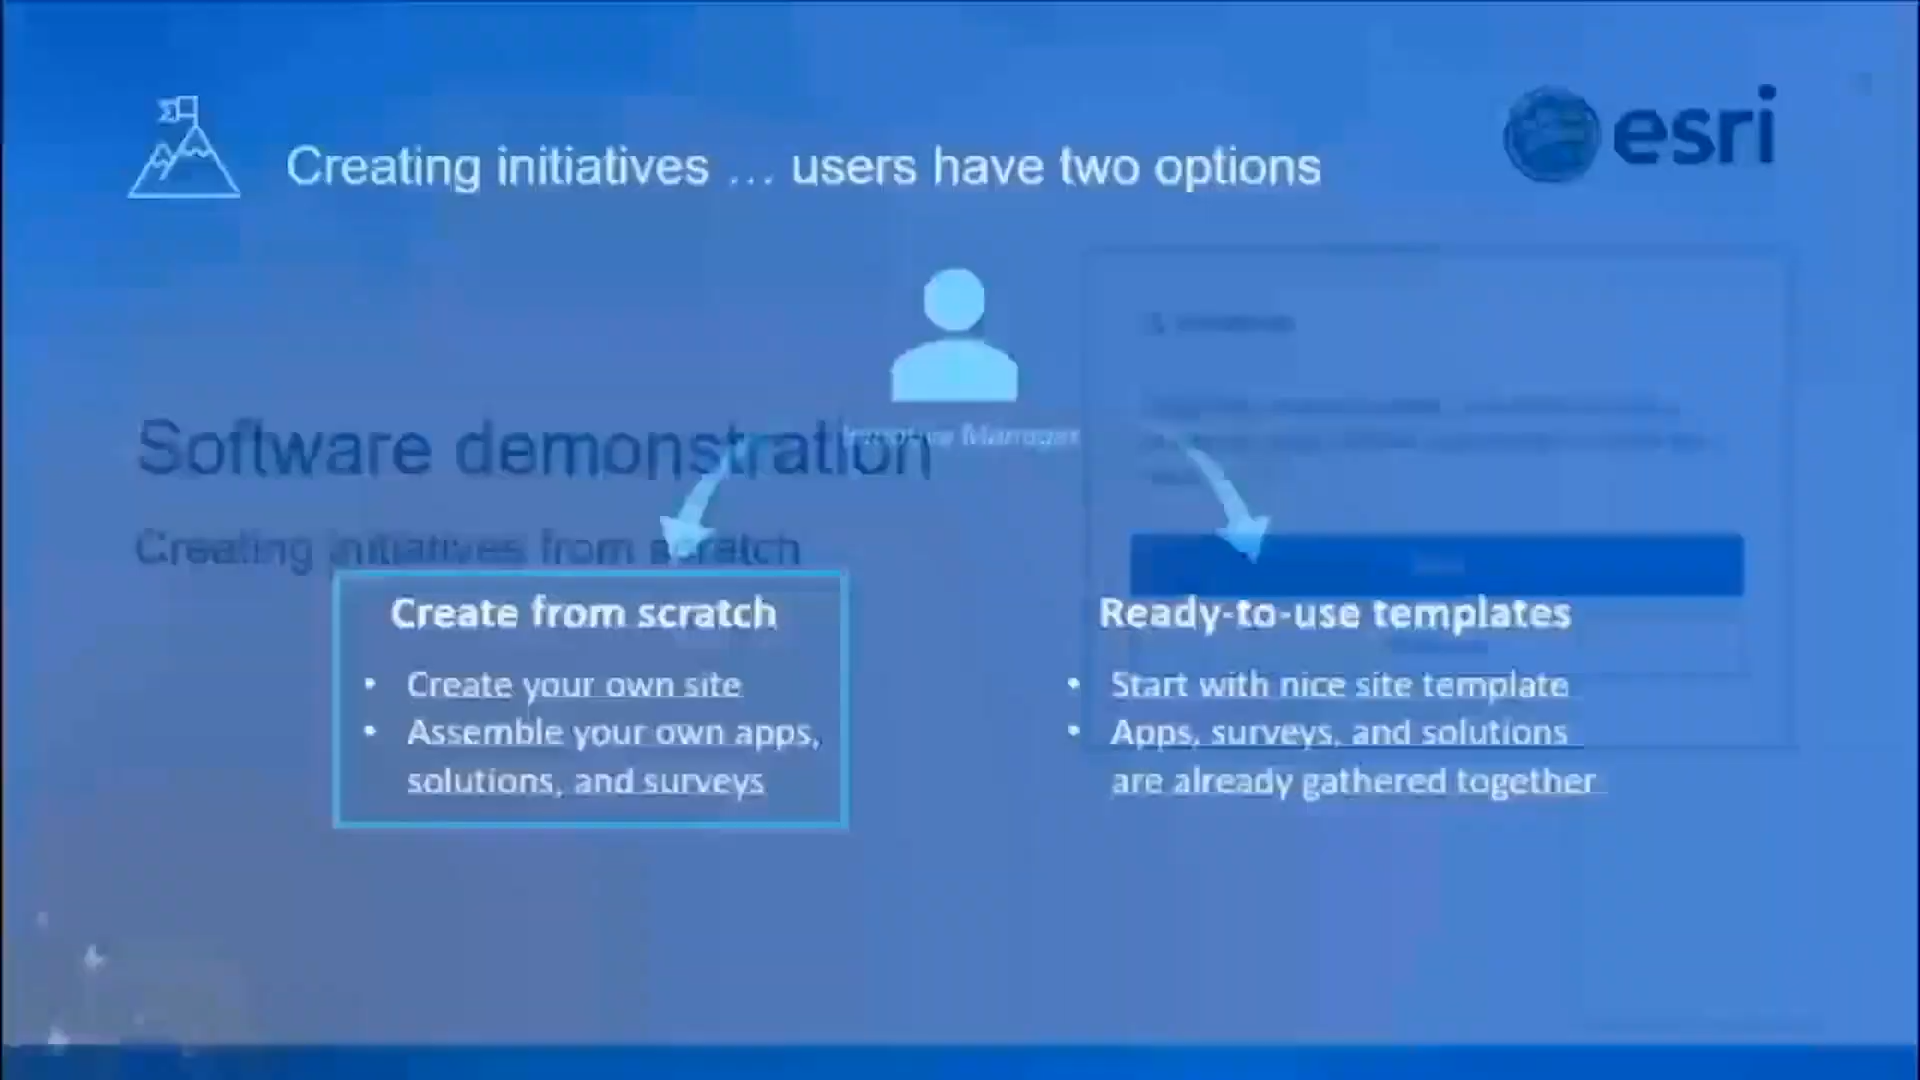 esri
Creating initiatives ... users have two options
Manager
Software demonstration
Creating initiatives from scratch
Create from scratch
• Create your own site
• Assemble your own apps,
solutions, and surveys
Ready-to-use templates
• Start with nice site template
• Apps, surveys, and solutions
are already gathered together